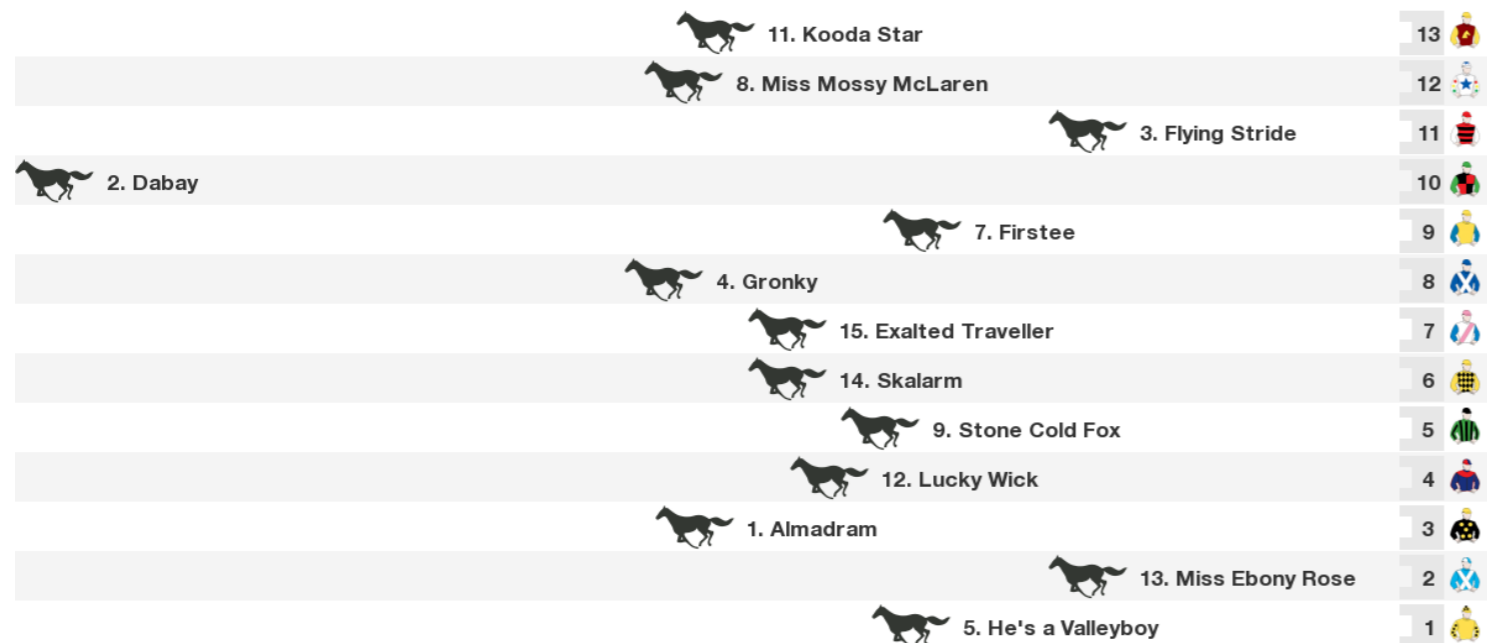 11. Kooda Star 13
8. Miss Mossy McLaren 12
3. Flying Stride 11
2. Dabay 10
7. Firstee 9
4. Gronky 8
15. Exalted Traveller 7
14. Skalarm 6
9. Stone Cold Fox 5
12. Lucky Wick 4
1. Almadram 3
13. Miss Ebony Rose 2
5. He's a Valleyboy 1